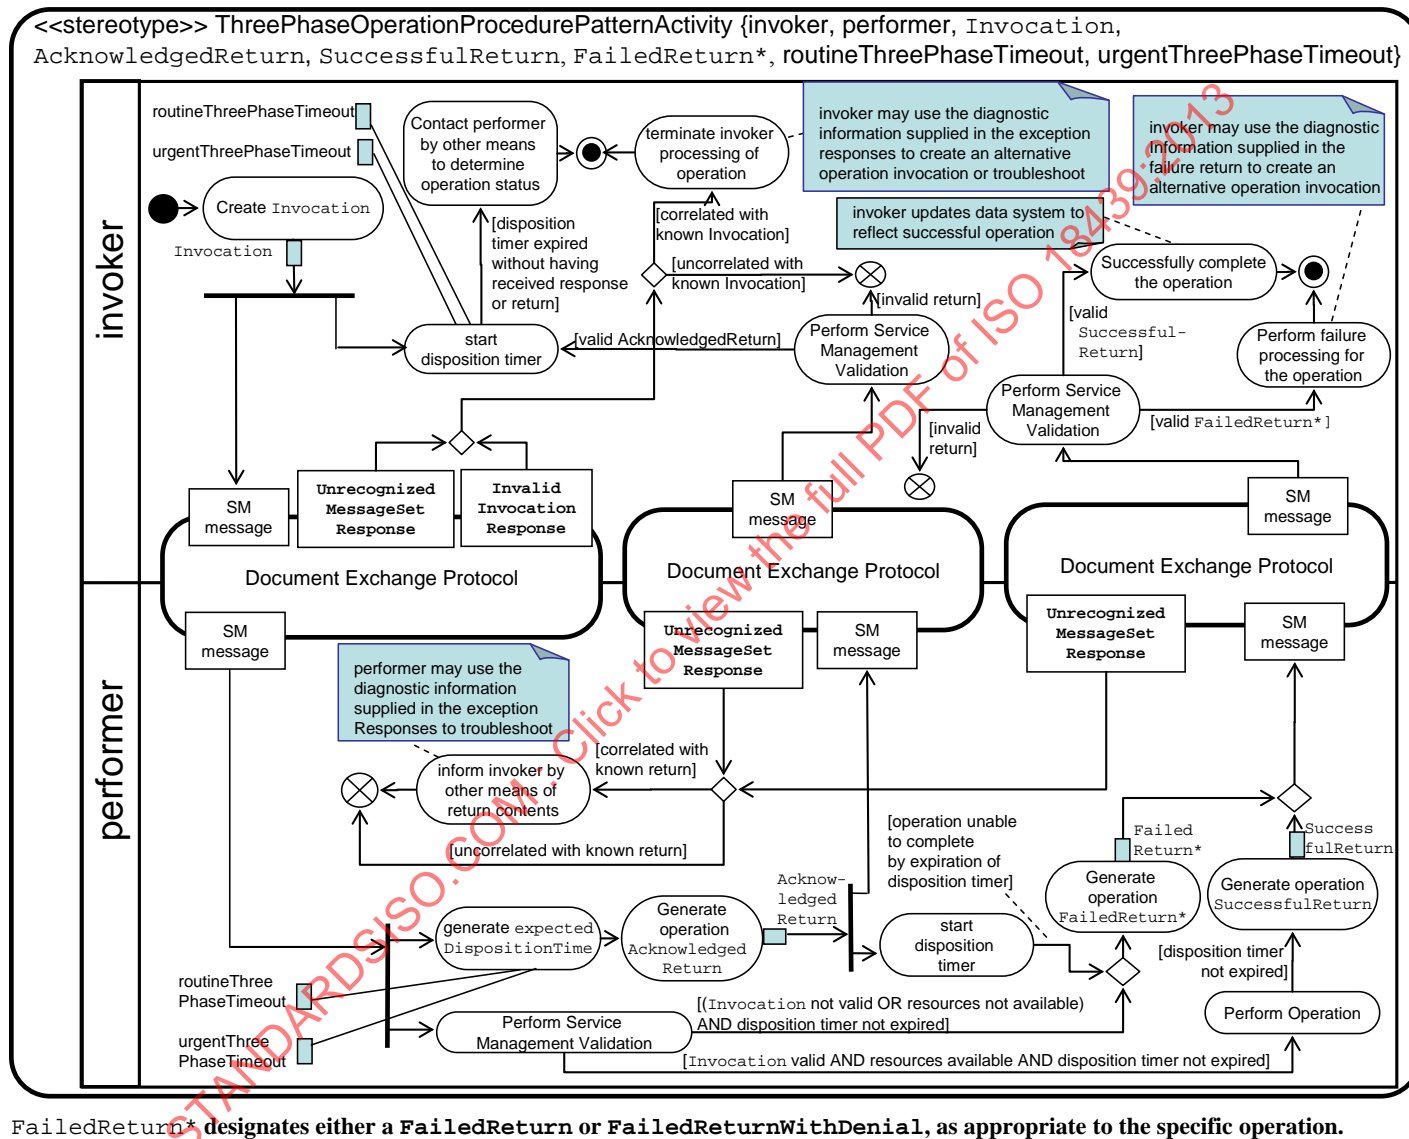 <<stereotype>> ThreePhaseOperationProcedurePatternActivity {invoker, performer, Invocation,
AcknowledgedReturn, SuccessfulReturn, FailedReturn*, routineThreePhaseTimeout, urgentThreePhaseTimeout}
invoker
routineThreePhaseTimeout
urgentThreePhaseTimeout
Create Invocation
Invocation
Contact performer
by other means
to determine
operation status
terminate invoker
processing of
operation
invoker may use the diagnostic
information supplied in the exception
responses to create an alternative
operation invocation or troubleshoot
invoker may use the diagnostic
Information supplied in the
failure return to create an
alternative operation invocation
invoker updates data system to
reflect successful operation
[disposition
timer expired
without having
received response
or return]
[correlated with
known Invocation]
[uncorrelated with
known Invocation]
[invalid return]
Successfully complete
the operation
[valid
Successful-
Return]
start
disposition timer
[valid AcknowledgedReturn]
Perform Service
Management
Validation
Perform failure
processing for
the operation
Perform Service
Management
Validation
[valid FailedReturn*]
[invalid
return]
SM
message
Unrecognized
MessageSet
Response
Invalid
Invocation
Response
SM
message
SM
message
Document Exchange Protocol
Document Exchange Protocol
Document Exchange Protocol
performer
SM
message
Unrecognized
MessageSet
Response
SM
message
Unrecognized
MessageSet
Response
SM
message
performer may use the
diagnostic information
supplied in the exception
Responses to troubleshoot
inform invoker by
other means of
return contents
[correlated with
known return]
[uncorrelated with known return]
[operation unable
to complete
by expiration of
disposition timer]
Failed
Return*
Success
fulReturn
Acknow-
ledged
Return
generate expected
DispositionTime
Generate
operation
Acknowledged
Return
start
disposition
timer
Generate
operation
FailedReturn*
Generate operation
SuccessfulReturn
[disposition timer
not expired]
routineThree
PhaseTimeout
urgentThree
PhaseTimeout
Perform Service
Management Validation
[(Invocation not valid OR resources not available)
AND disposition timer not expired]
Perform Operation
[Invocation valid AND resources available AND disposition timer not expired]
FailedReturn* designates either a FailedReturn or FailedReturnWithDenial, as appropriate to the specific operation.
STANDARDSISO.COM : Click to view the full PDF of ISO 18439:2013